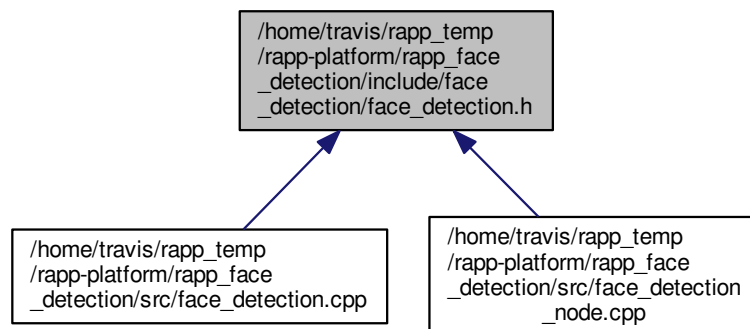 /home/travis/rapp_temp
/rapp-platform/rapp_face
_detection/include/face
_detection/face_detection.h
/home/travis/rapp_temp
/rapp-platform/rapp_face
_detection/src/face_detection.cpp
/home/travis/rapp_temp
/rapp-platform/rapp_face
_detection/src/face_detection
_node.cpp